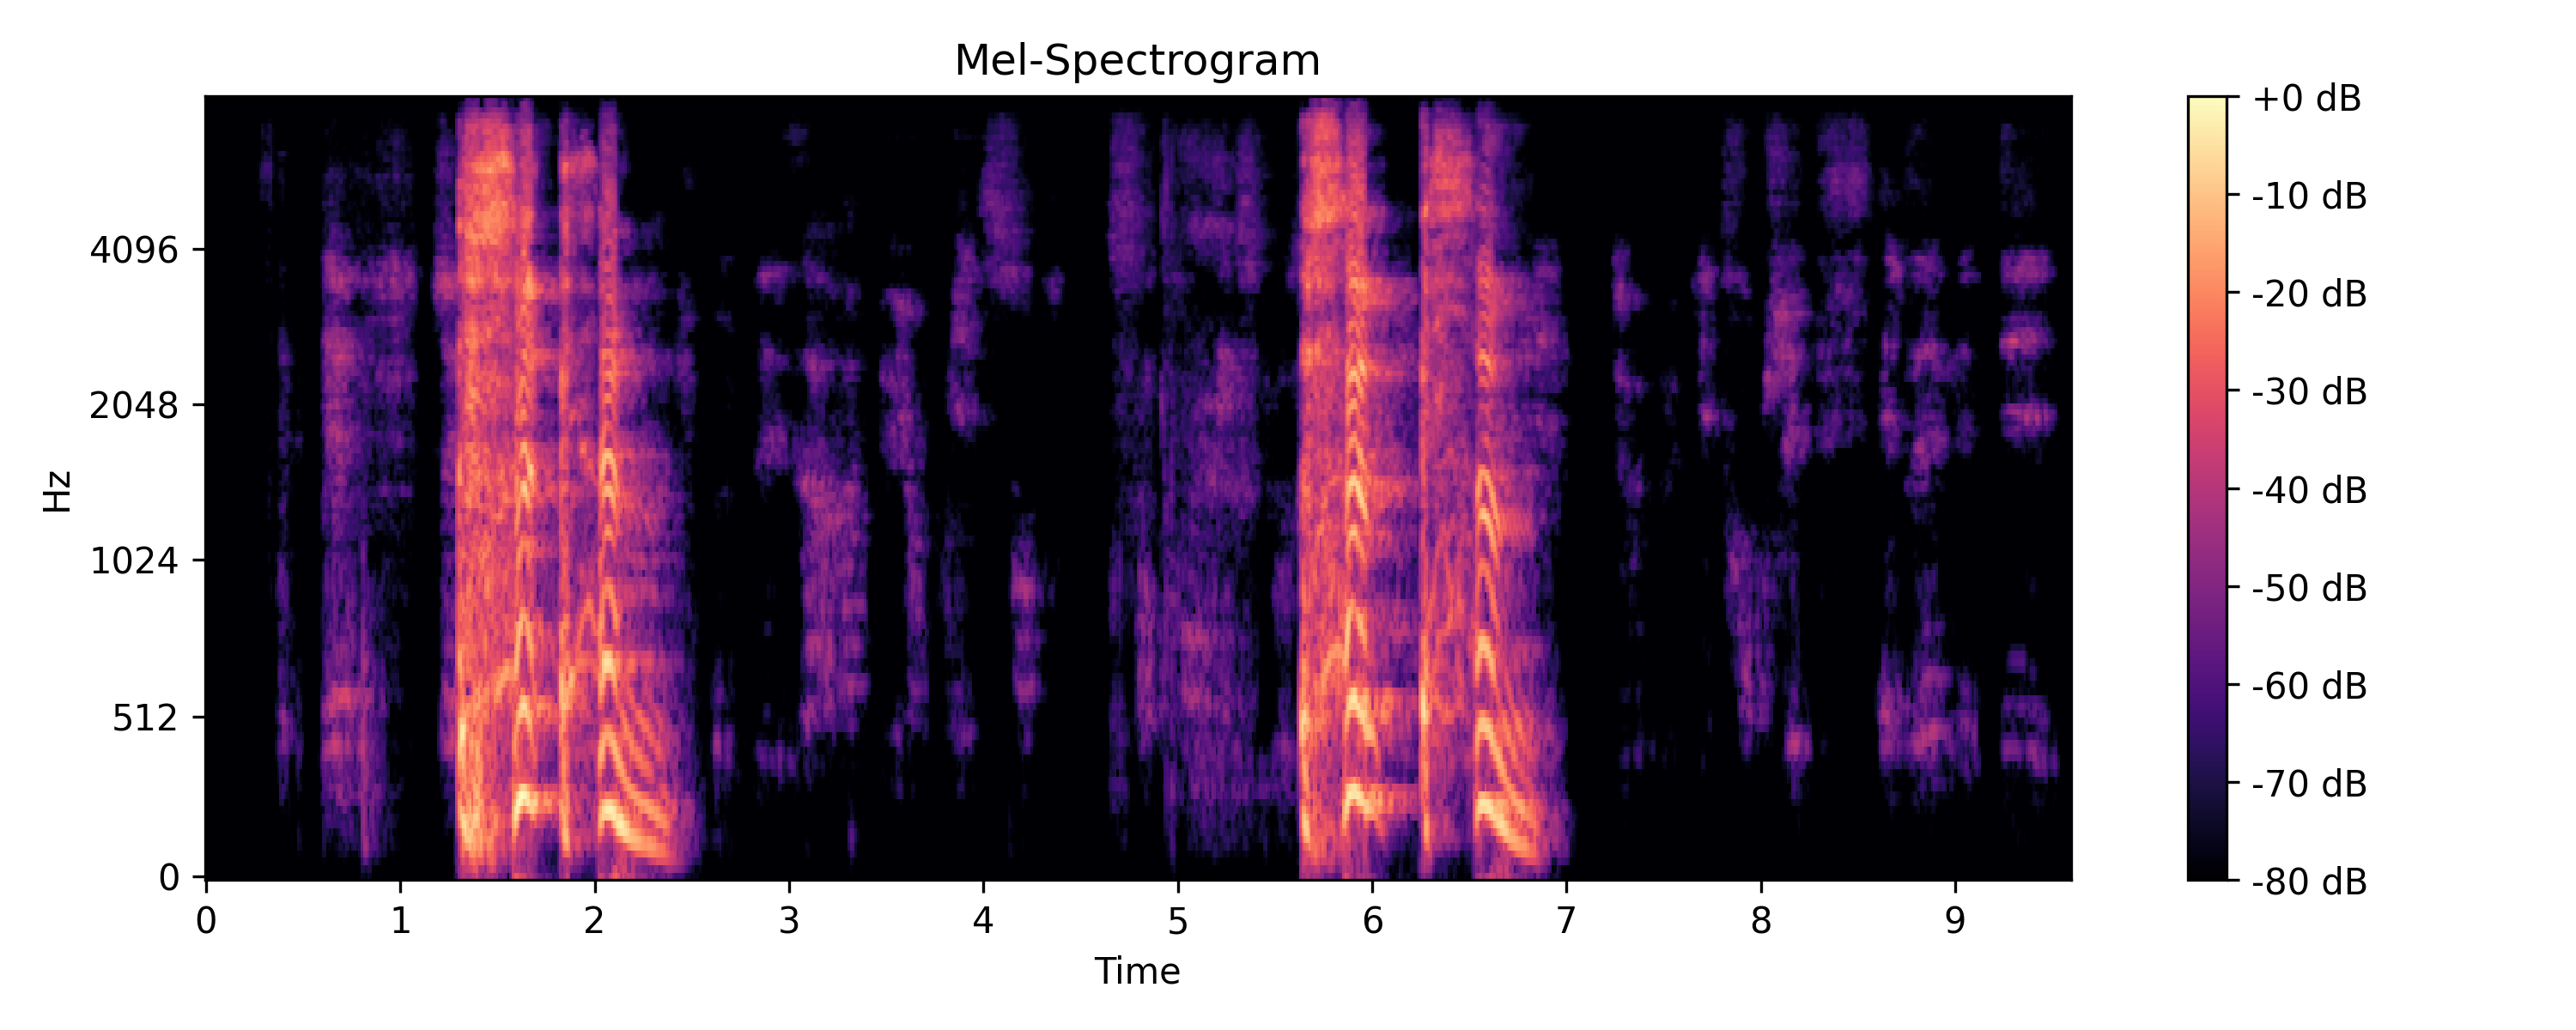 Mel-Spectrogram
+0 dB
-10 dB
-20 dB
-30 dB
-40 dB
-50 dB
-60 dB
-70 dB
-80 dB
4096
2048
1024
512
0
Hz
0 1 2 3 4 5 6 7 8 9
Time